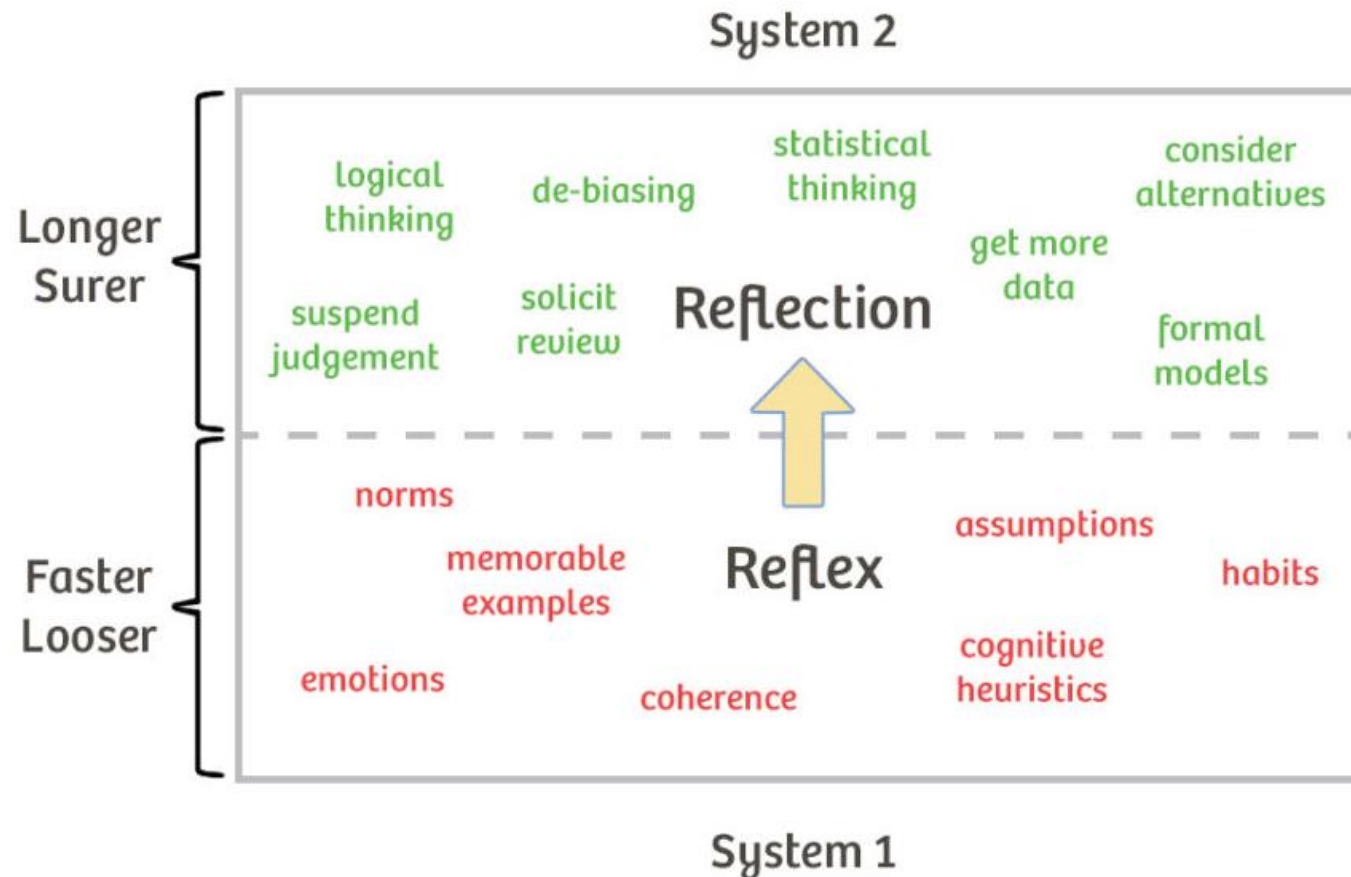 System 2
Longer
Surer
logical
thinking
de-biasing
statistical
thinking
consider
alternatives
suspend
judgement
solicit
review
Reflection
get more
data
formal
models
Faster
Looser
norms
memorable
examples
Reflex
assumptions
habits
emotions
coherence
cognitive
heuristics
System 1